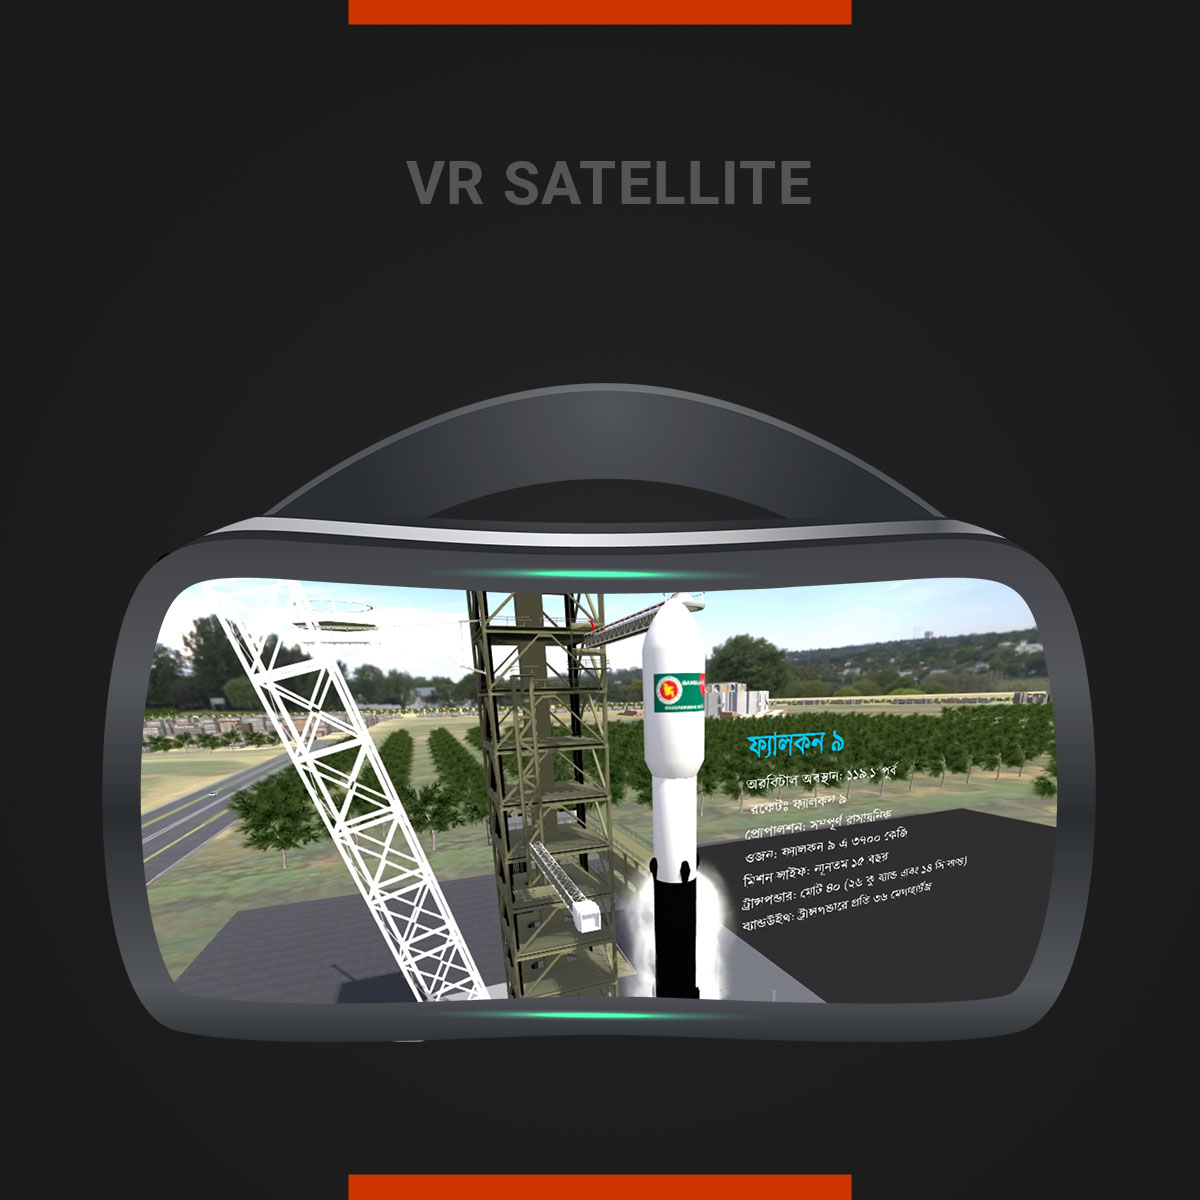 VR SATELLITE
ফ্যালকন ৯
অরবিটাল অবস্থান: ১১৯.১ পূর্ব
রকেটঃ ফ্যালকন ৯
প্রোপালশন: সম্পূর্ণ রাসায়নিক
ওজন: ফ্যালকন ৯ এ ৩৭০০ কেজি
মিশন লাইফ: নূনতম ১৫ বছর
ট্রান্সপন্ডার: মোট ৪০ (২৬ কু ব্যান্ড এবং ১৪ সি ব্যান্ড)
ব্যান্ডউইথ: ট্রান্সপন্ডারে প্রতি ৩৬ মেগাহার্টজ